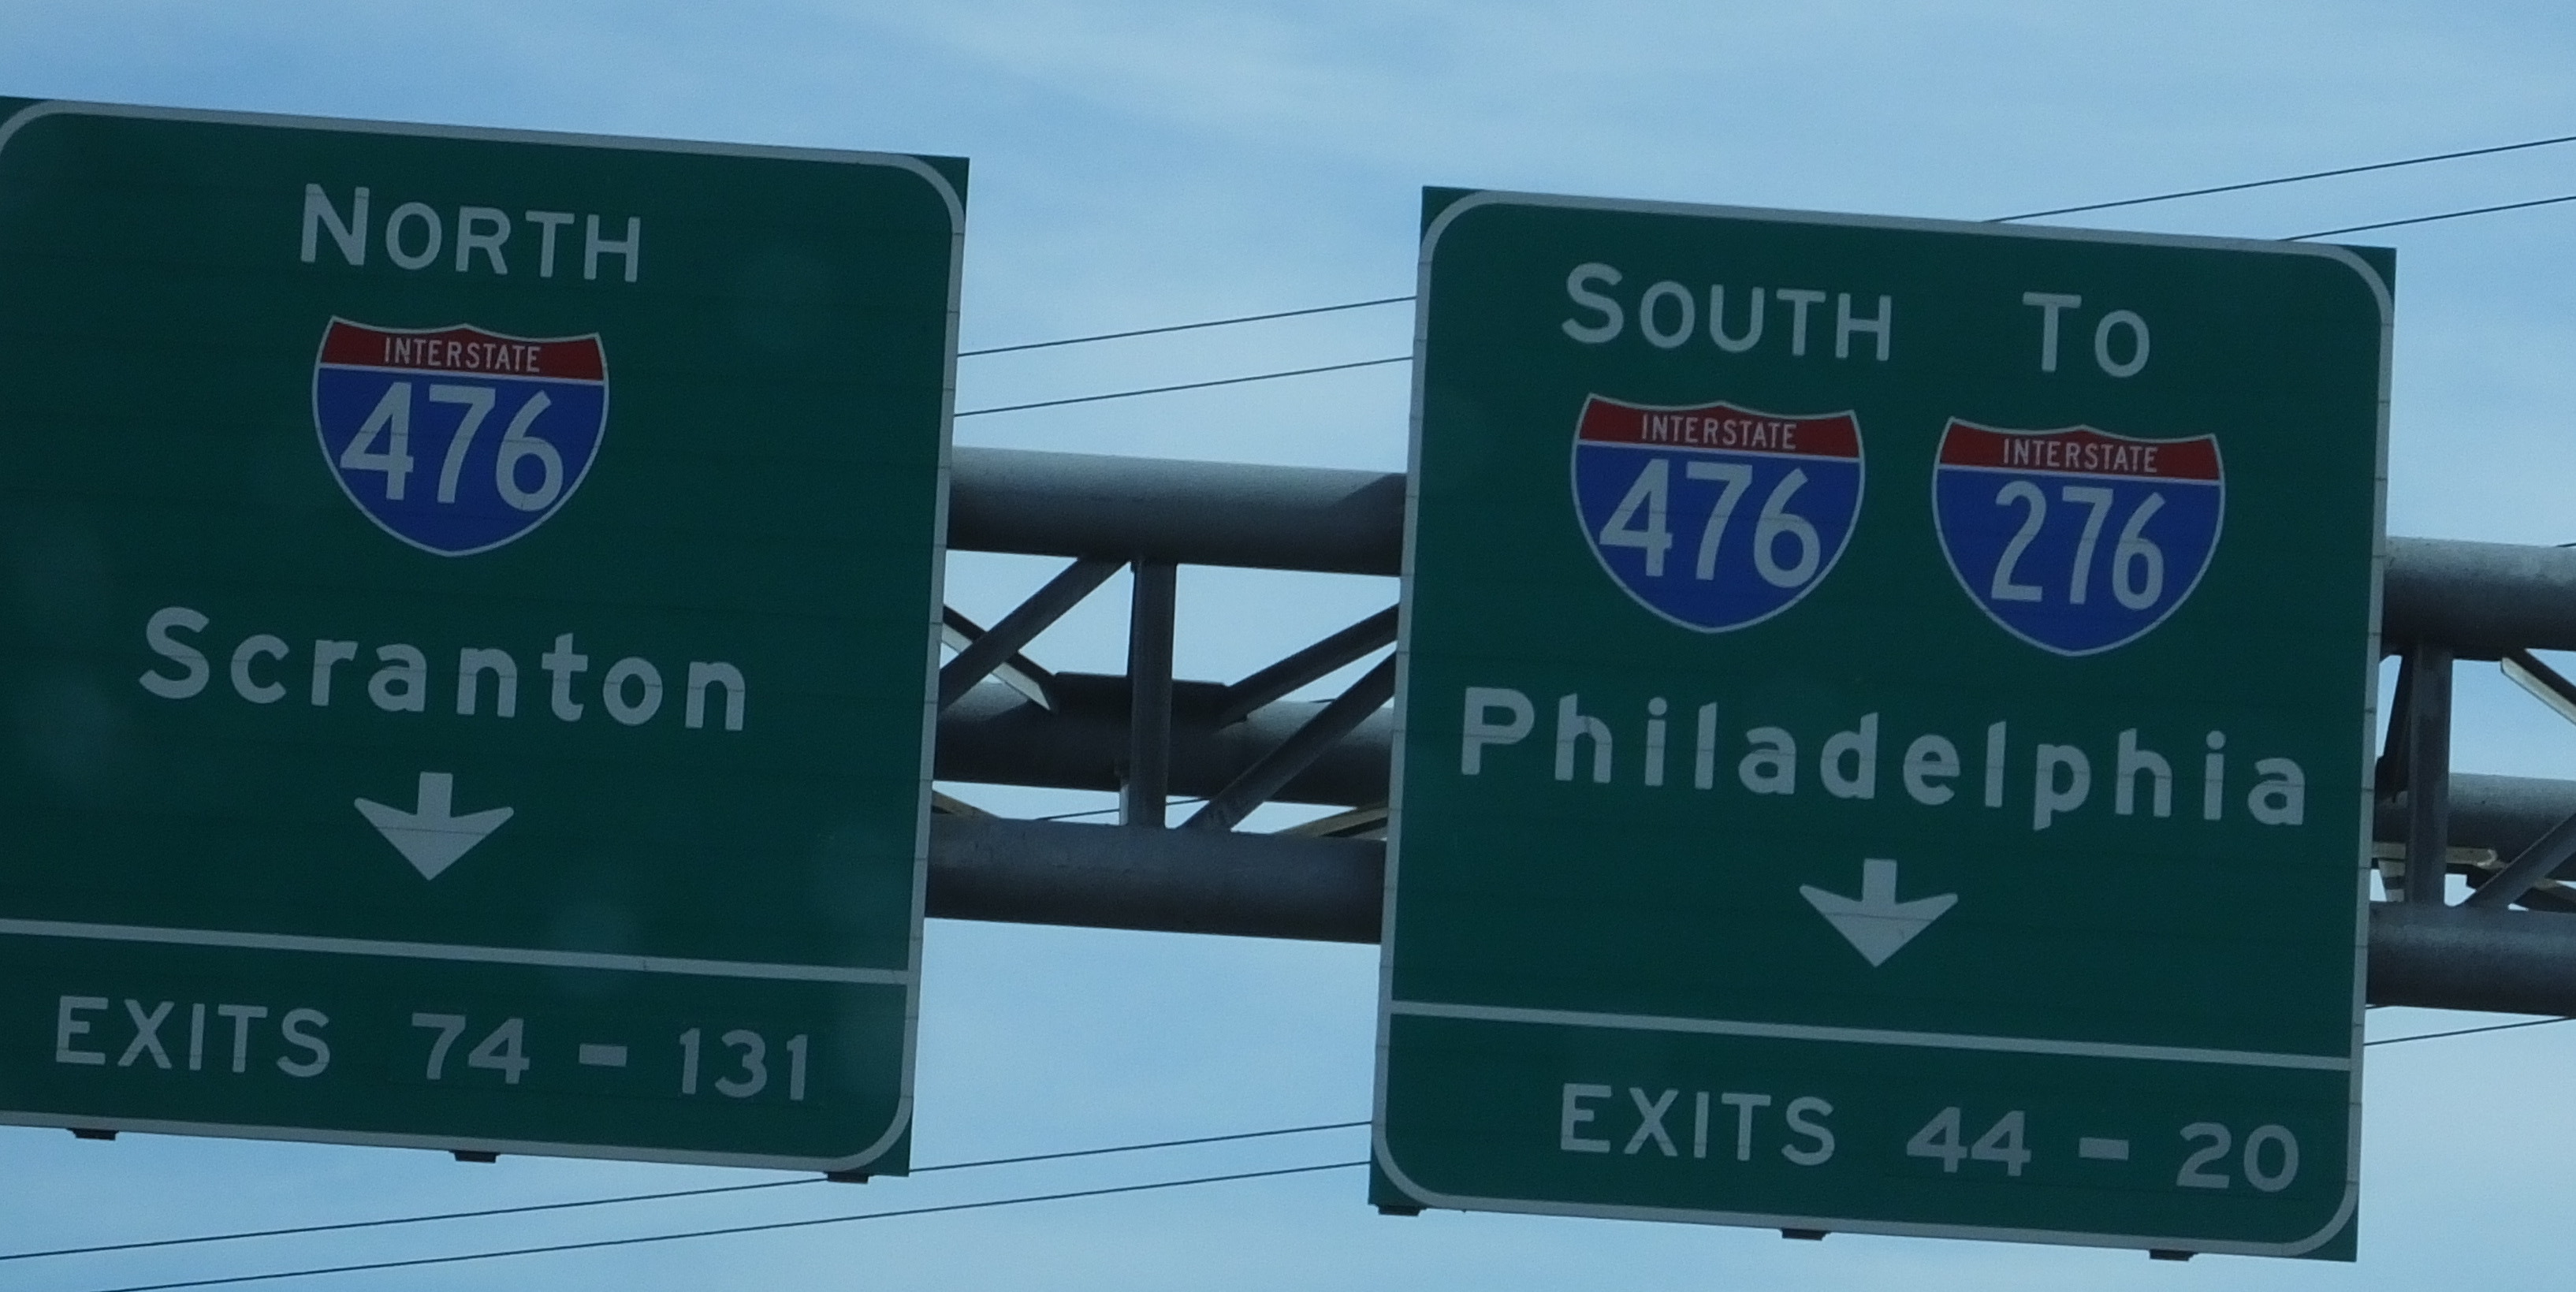 NORTH
INTERSTATE
476
Scranton
EXITS 74 - 131
SOUTH TO
INTERSTATE INTERSTATE
476 276
Philadelphia
EXITS 44 - 20